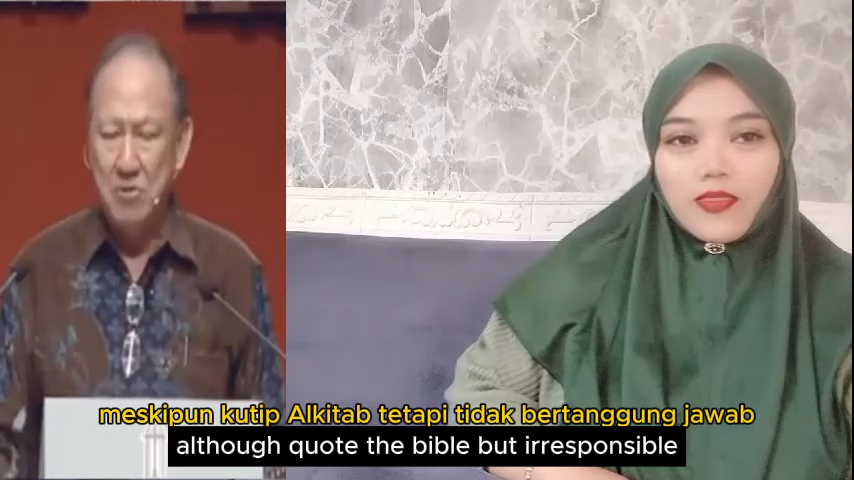 meskipun kutip Alkitab tetapi tidak bertanggung jawab
although quote the bible but irresponsible